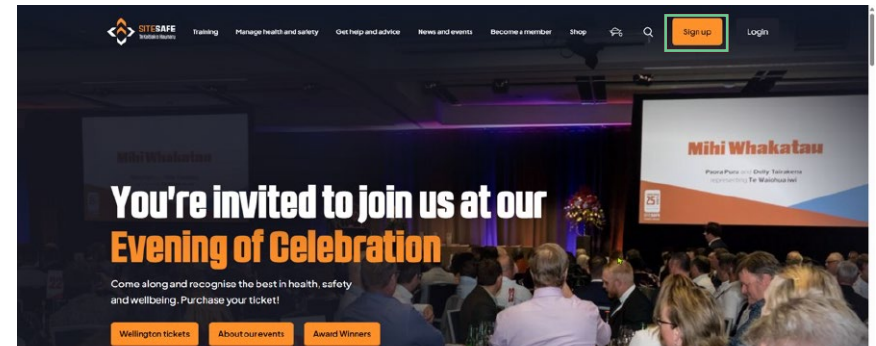 SITESAFE
Training
Manage health and safety
Get help and advice
News and events
Become a member
Shop
Sign up
Login
Mihi Whakatau
Mihi Whakatau
You're invited to join us at our
Evening of Celebration
Come along and recognise the best in health, safety
and wellbeing. Purchase your ticket!
Wellington tickets
About our events
Award Winners